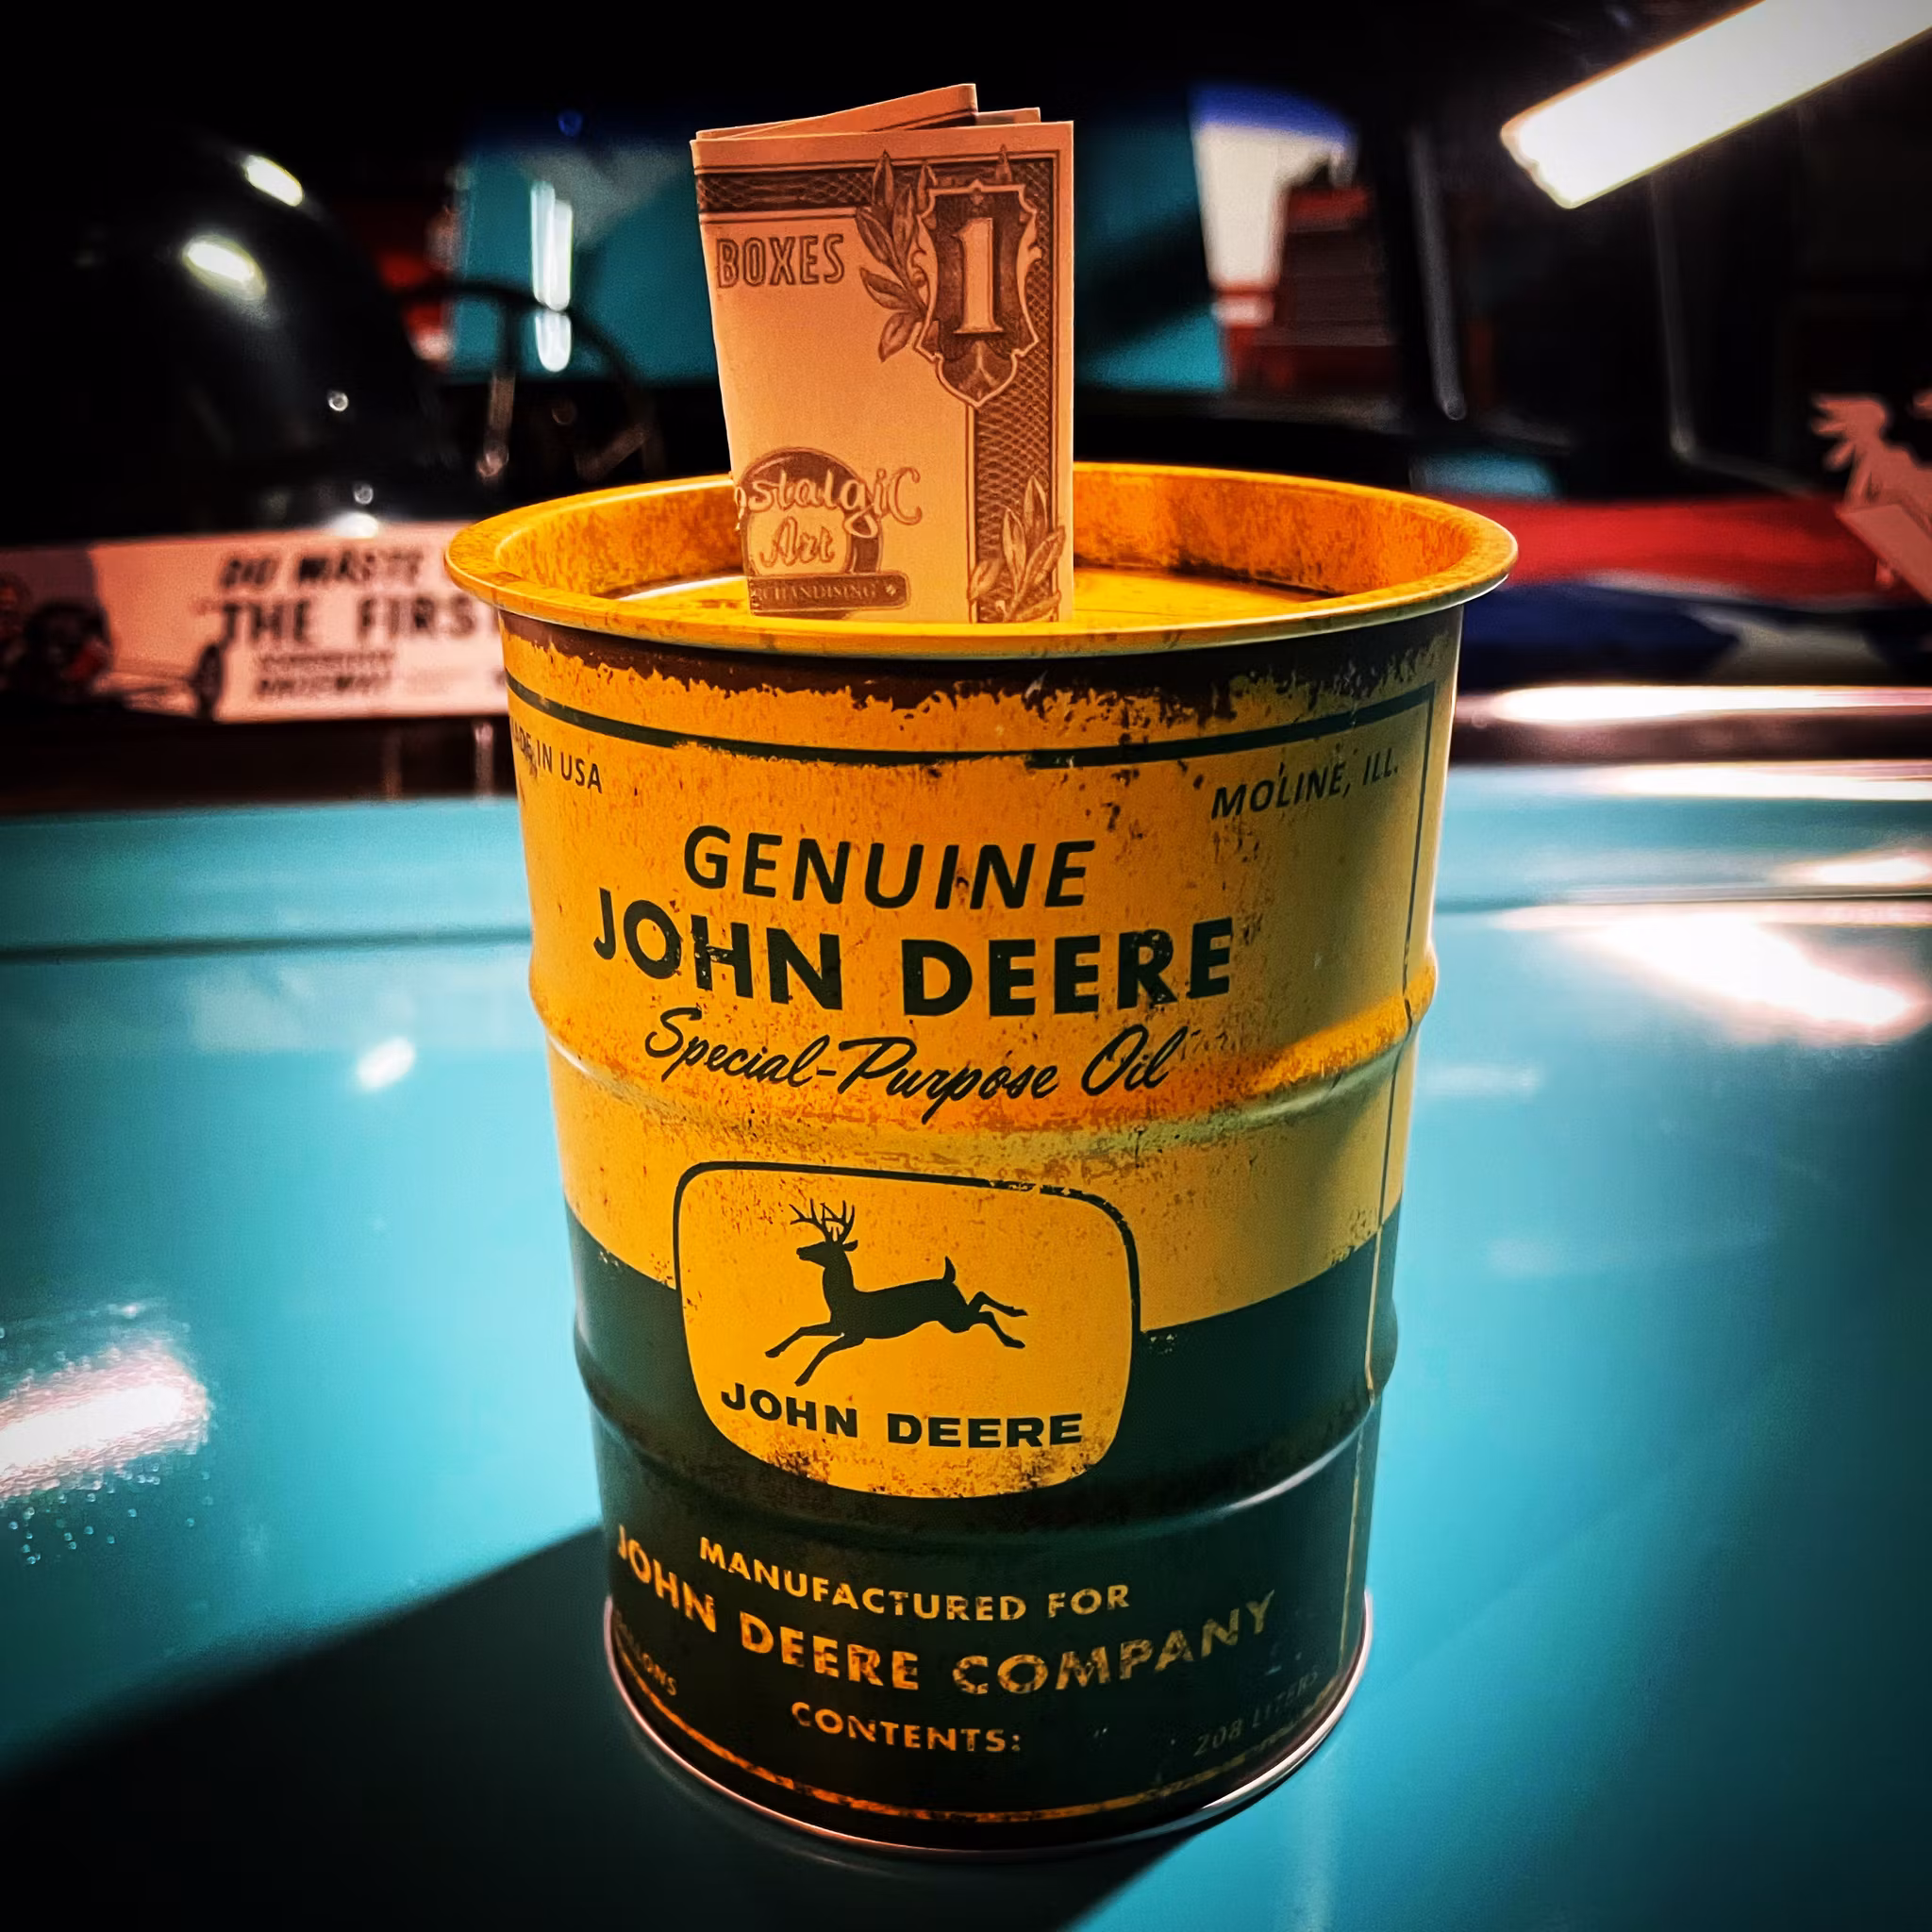 1
BOXES
stalgic
Art
CHANDISING
THE FIRS
MADE IN USA
MOLINE, ILL.
GENUINE
JOHN DEERE
Special-Purpose Oil
JOHN DEERE
MANUFACTURED FOR
JOHN DEERE COMPANY
CONTENTS:
208 LITERS